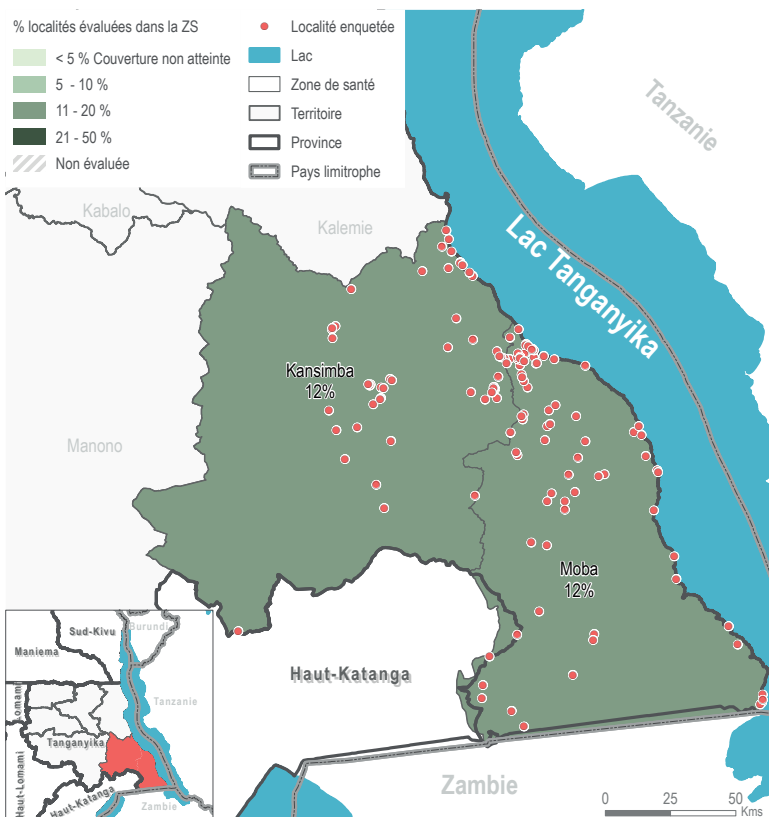 % localités évaluées dans la ZS
< 5 % Couverture non atteinte
5 - 10 %
11 - 20 %
21 - 50 %
Non évaluée
Localité enquetée
Lac
Zone de santé
Territoire
Province
Pays limitrophe
Tanzanie
Kabalo
Kalemie
Lac Tanganyika
Kansimba
12%
Manono
Moba
12%
Haut-Katanga
Zambie
Sud-Kivu
Burundi
Maniema
Lomami
Tanzanie
Tanganyika
Haut-Lomami
Haut-Katanga
Zambie
0 25 50
Kms